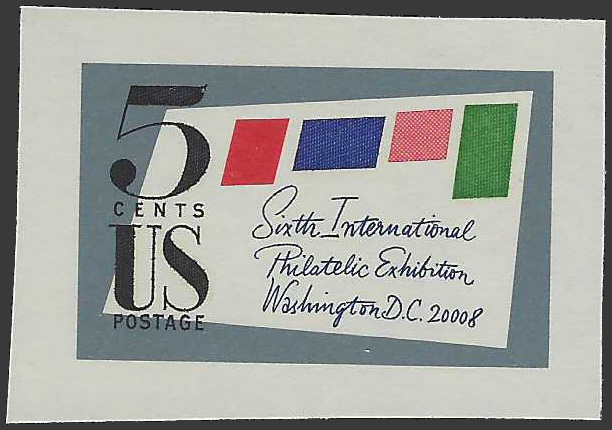 5
CENTS
US
POSTAGE
Sixth International
Philatelic Exhibition
Washington D.C. 20008